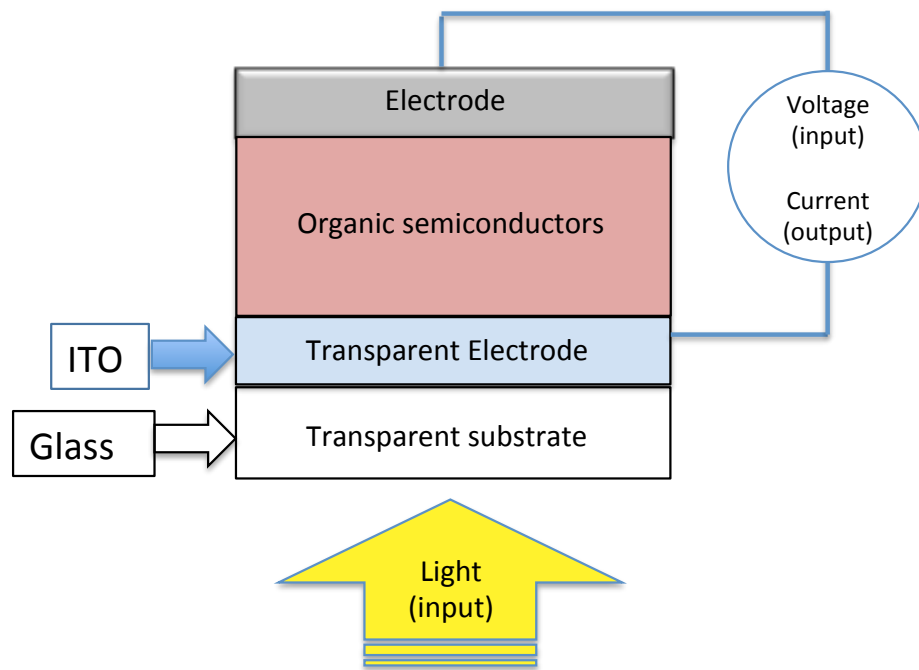 Electrode
Voltage
(input)
Current
(output)
Organic semiconductors
ITO
Transparent Electrode
Glass
Transparent substrate
Light
(input)